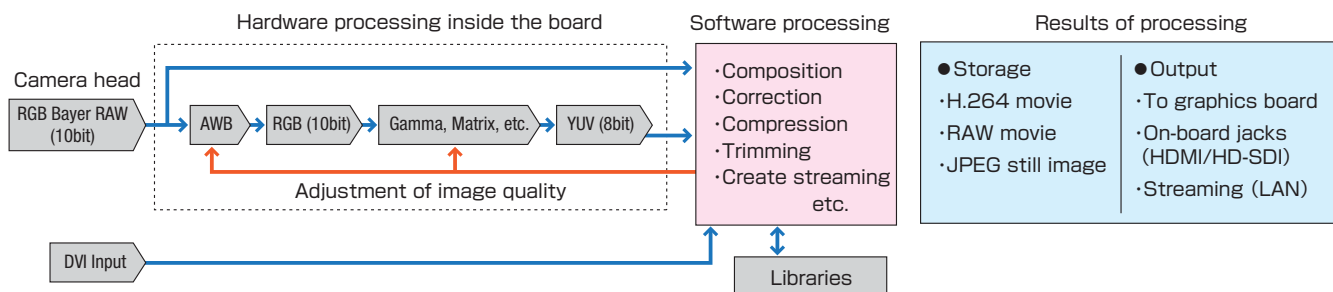 Hardware processing inside the board
Software processing
Results of processing
Camera head
RGB Bayer RAW
(10bit)
AWB
RGB (10bit)
Gamma, Matrix, etc.
YUV (8bit)
Adjustment of image quality
DVI Input
・Composition
・Correction
・Compression
・Trimming
・Create streaming
etc.
Libraries
●Storage
・H.264 movie
・RAW movie
・JPEG still image
●Output
・To graphics board
・On-board jacks
(HDMI/HD-SDI)
・Streaming (LAN)